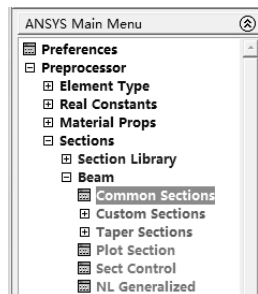 ANSYS Main Menu
Preferences
Preprocessor
Element Type
Real Constants
Material Props
Sections
Section Library
Beam
Common Sections
Custom Sections
Taper Sections
Plot Section
Sect Control
NL Generalized